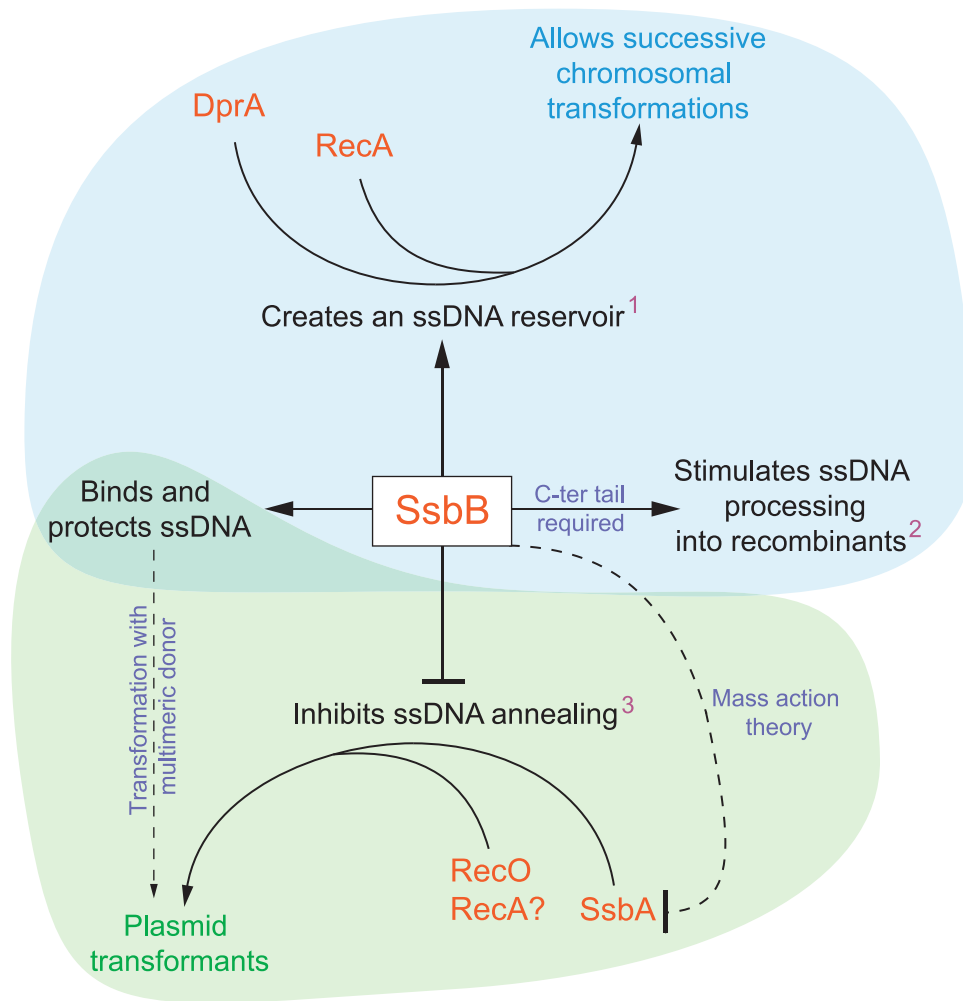 Allows successive
chromosomal
transformations
DprA
RecA
Creates an ssDNA reservoir 1
Binds and
protects ssDNA
SsbB
C-ter tail
required
Stimulates ssDNA
processing
into recombinants 2
Transformation with
multimeric donor
Inhibits ssDNA annealing 3
Mass action
theory
RecO
RecA?
SsbA
Plasmid
transformants